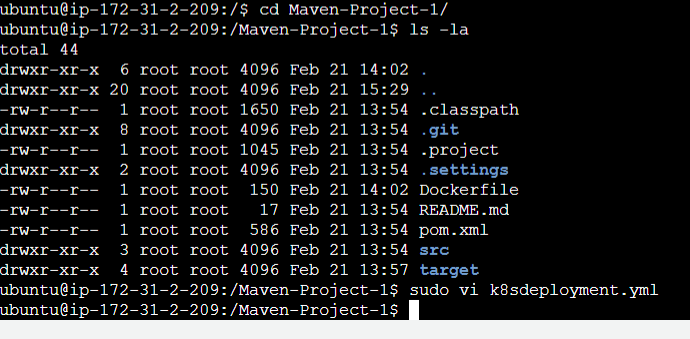 ubuntu@ip-172-31-2-209:/$ cd Maven-Project-1/
ubuntu@ip-172-31-2-209:/Maven-Project-1$ ls -la
total 44
drwxr-xr-x  6 root root 4096 Feb 21 14:02 .
drwxr-xr-x 20 root root 4096 Feb 21 15:29 ..
-rw-r--r--  1 root root 1650 Feb 21 13:54 .classpath
drwxr-xr-x  8 root root 4096 Feb 21 13:54 .git
-rw-r--r--  1 root root 1045 Feb 21 13:54 .project
drwxr-xr-x  2 root root 4096 Feb 21 13:54 .settings
-rw-r--r--  1 root root  150 Feb 21 14:02 Dockerfile
-rw-r--r--  1 root root   17 Feb 21 13:54 README.md
-rw-r--r--  1 root root  586 Feb 21 13:54 pom.xml
drwxr-xr-x  3 root root 4096 Feb 21 13:54 src
drwxr-xr-x  4 root root 4096 Feb 21 13:57 target
ubuntu@ip-172-31-2-209:/Maven-Project-1$ sudo vi k8sdeployment.yml
ubuntu@ip-172-31-2-209:/Maven-Project-1$